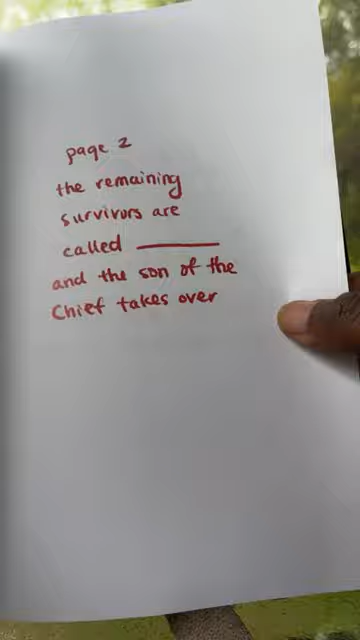 page 2
the remaining
survivors are
called ______
and the son of the
Chief takes over